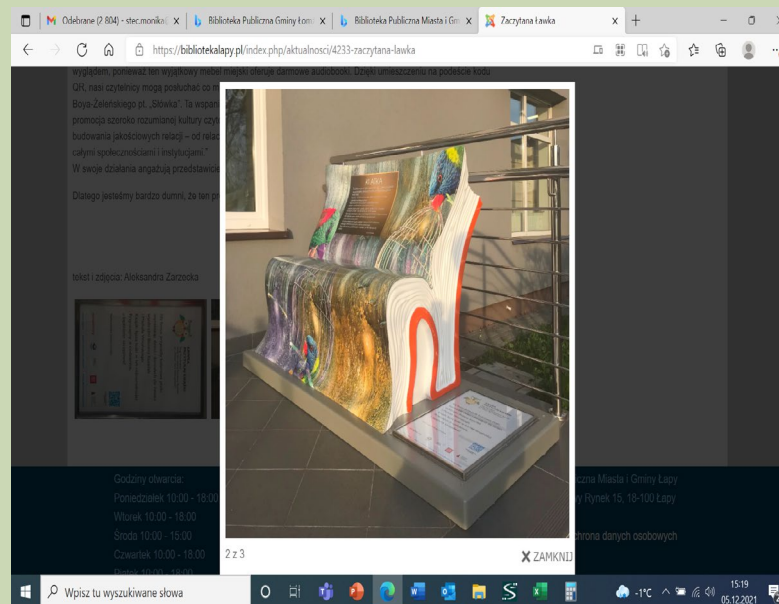 Odebrane (2 804) - stec.monika(
Biblioteka Publiczna Gminy Łom
Biblioteka Publiczna Miasta i Gm
Zaczytana Ławka
https://bibliotekalapy.pl/index.php/aktualnosci/4233-zaczytana-lawka
wyglądem, ponieważ ten wyjątkowy mebel miejski oferuje darmowe audiobooki. Dzięki umieszczeniu na podeście kodu
QR, nasi czytelnicy mogą posłuchać co m
Boya-Żeleńskiego pt. „Słówka”. Ta wspani
promocja szeroko rozumianej kultury czyt
budowania jakościowych relacji – od relac
całymi społecznościami i instytucjami."
W swoje działania angażują przedstawicie
Dlatego jesteśmy bardzo dumni, że ten pr
tekst i zdjęcia: Aleksandra Zarzecka
SŁÓWKA
2 z 3
ZAMKNIJ
Godziny otwarcia:
Poniedziałek 10:00 - 18:00
Wtorek 10.00 - 18.00
Środa 10:00 - 15:00
Czwartek 10:00 - 18.00
Piątek 10:00 - 18:00
czna Miasta i Gminy Łapy
wy Rynek 15, 18-100 Łapy
chrona danych osobowych
Wpisz tu wyszukiwane słowa
-1°C
15:19
05.12.2021